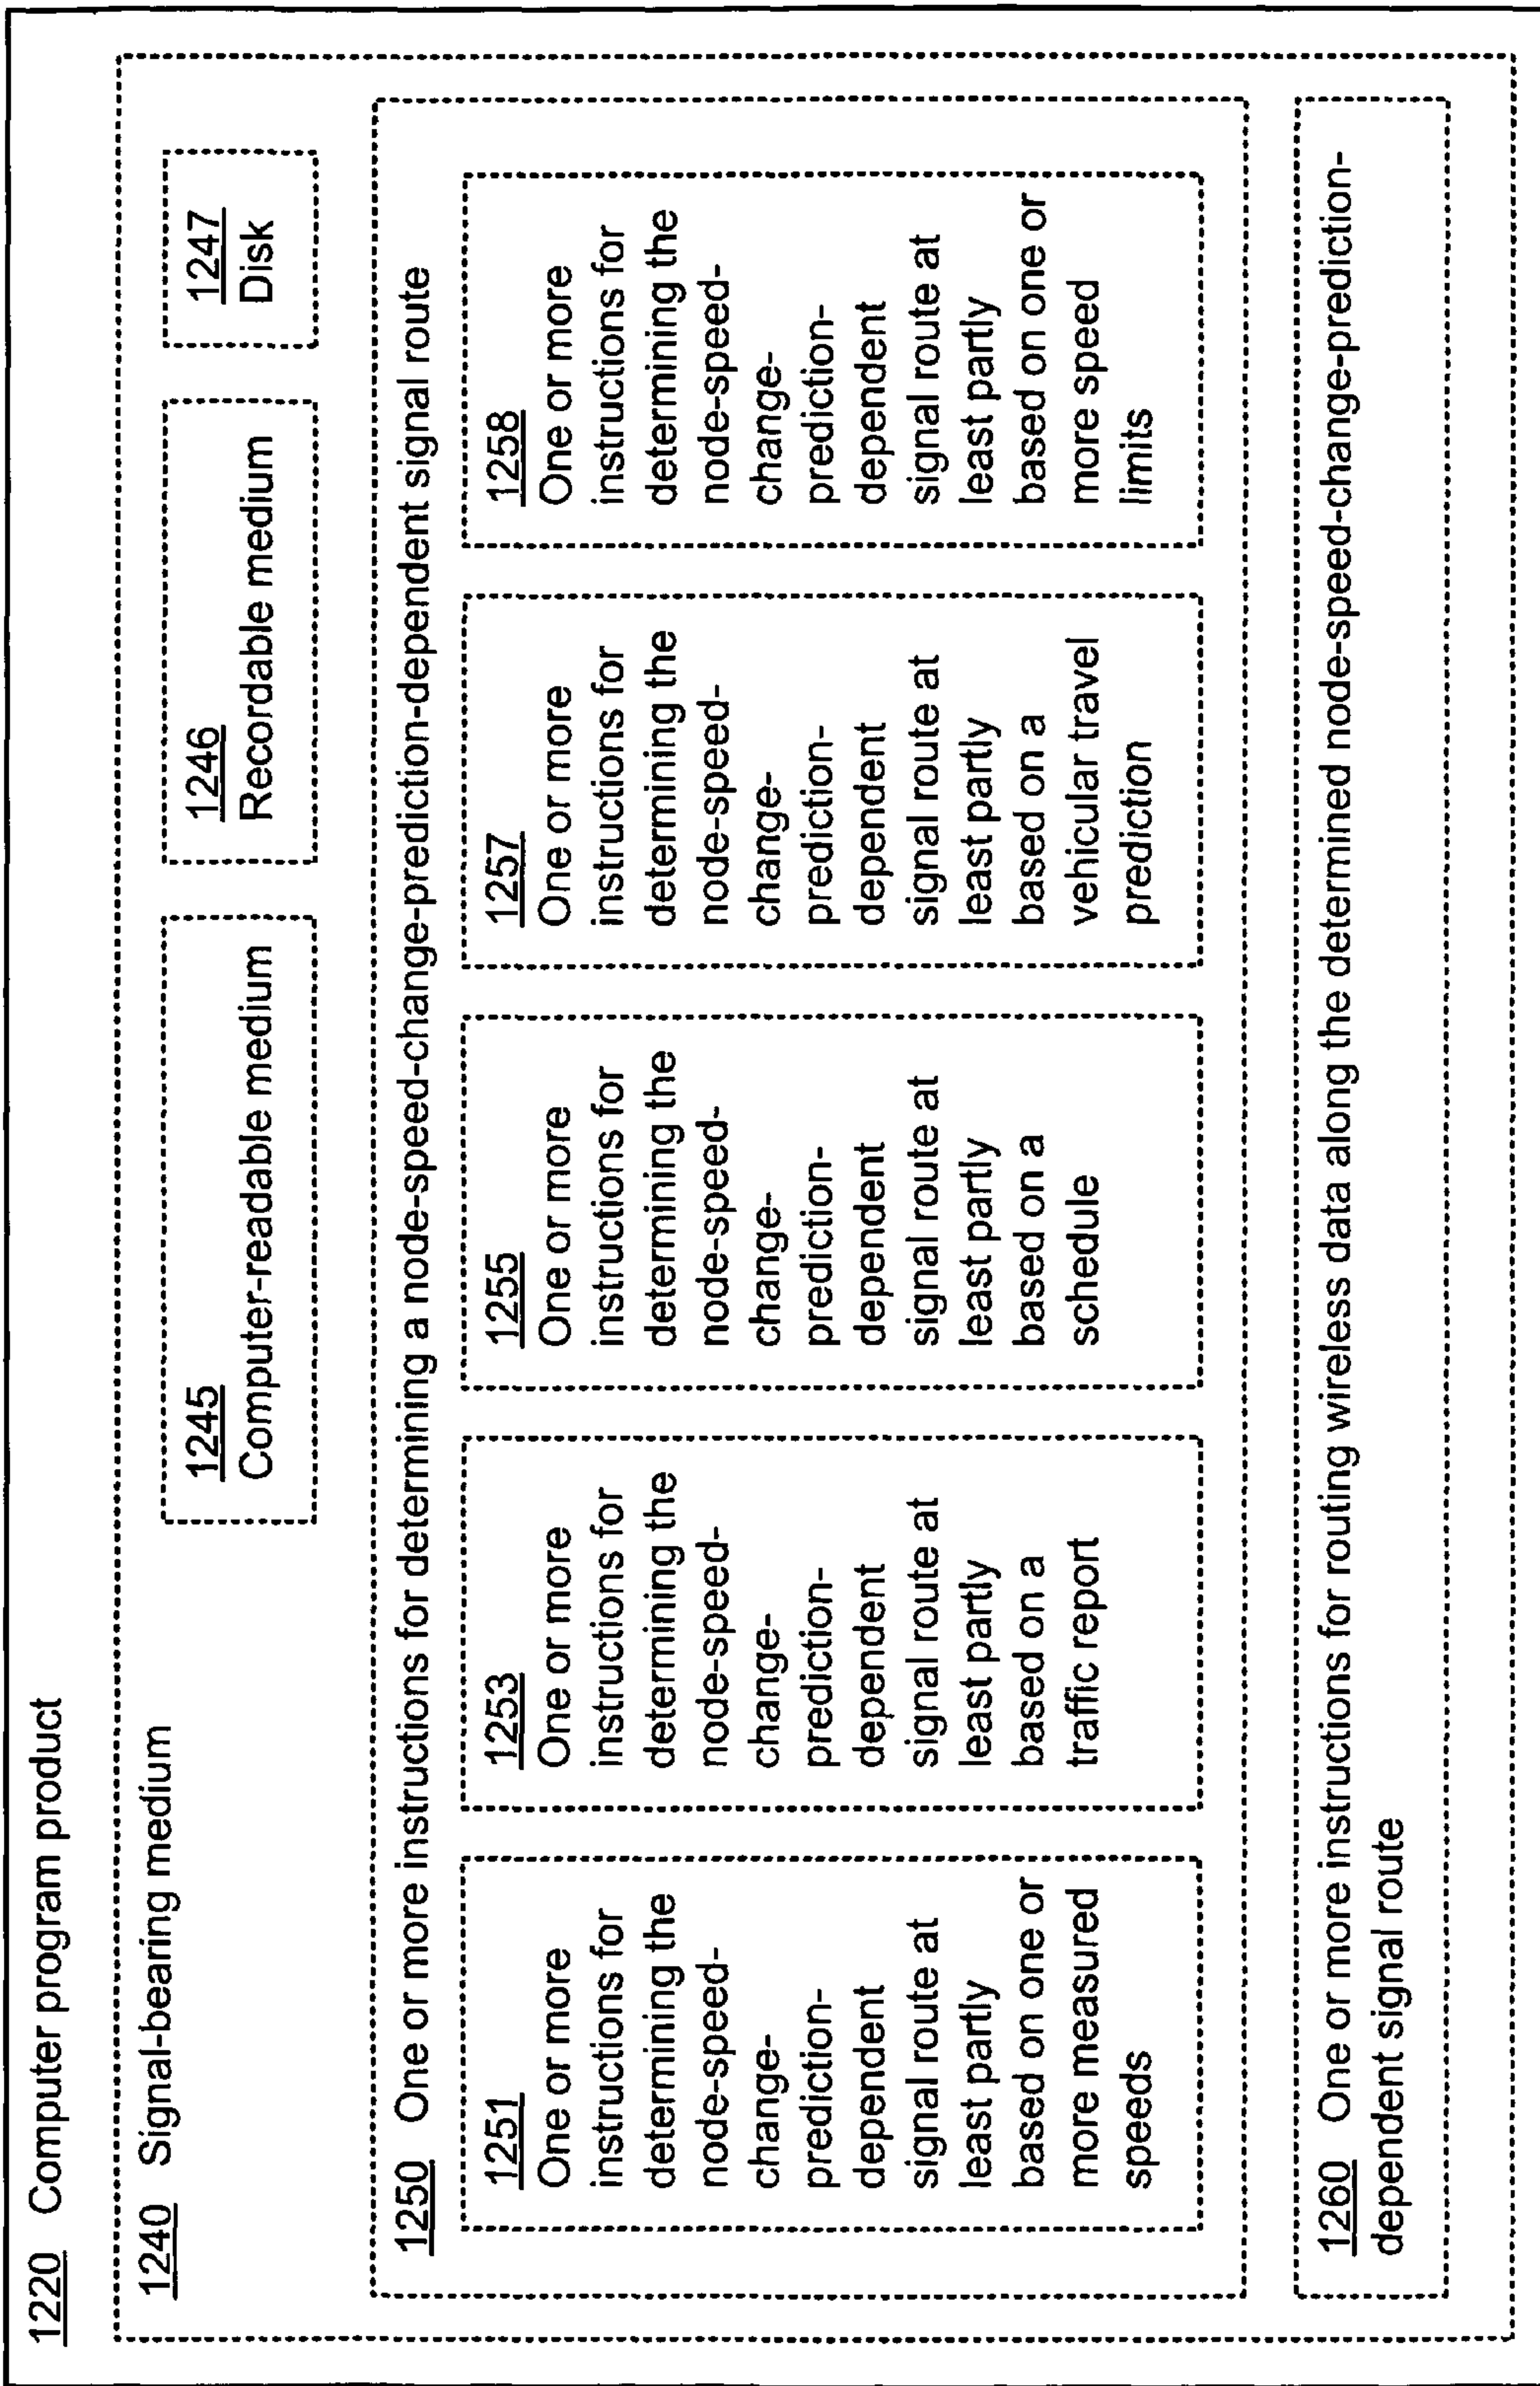 1220 Computer program product
1240 Signal-bearing medium
1245
Computer-readable medium
1246
Recordable medium
1247
Disk
1250 One or more instructions for determining a node-speed-change-prediction-dependent signal route
1251
One or more
instructions for
determining the
node-speed-
change-
prediction-
dependent
signal route at
least partly
based on one or
more measured
speeds
1253
One or more
instructions for
determining the
node-speed-
change-
prediction-
dependent
signal route at
least partly
based on a
traffic report
1255
One or more
instructions for
determining the
node-speed-
change-
prediction-
dependent
signal route at
least partly
based on a
schedule
1257
One or more
instructions for
determining the
node-speed-
change-
prediction-
dependent
signal route at
least partly
based on a
vehicular travel
prediction
1258
One or more
instructions for
determining the
node-speed-
change-
prediction-
dependent
signal route at
least partly
based on one or
more speed
limits
1260 One or more instructions for routing wireless data along the determined node-speed-change-prediction-
dependent signal route